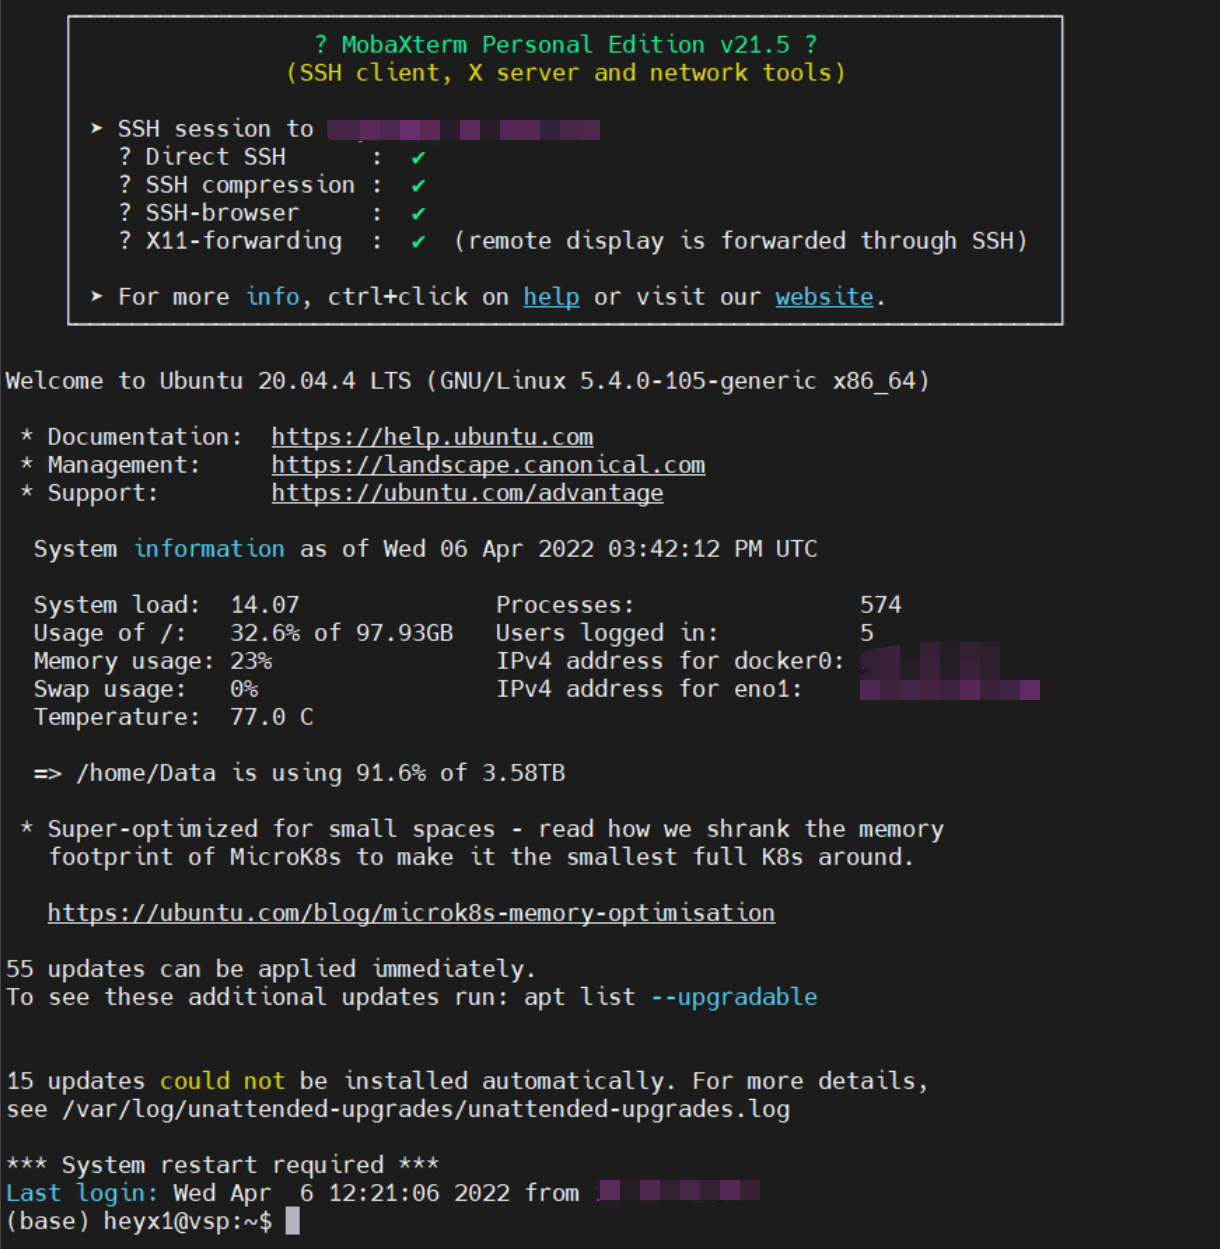 ? MobaXterm Personal Edition v21.5 ?
(SSH client, X server and network tools)
➤ SSH session to
? Direct SSH : ✔
? SSH compression : ✔
? SSH-browser : ✔
? X11-forwarding : ✔ (remote display is forwarded through SSH)
➤ For more info, ctrl+click on help or visit our website.
Welcome to Ubuntu 20.04.4 LTS (GNU/Linux 5.4.0-105-generic x86_64)
* Documentation: https://help.ubuntu.com
* Management: https://landscape.canonical.com
* Support: https://ubuntu.com/advantage
System information as of Wed 06 Apr 2022 03:42:12 PM UTC
System load: 14.07 Processes: 574
Usage of /: 32.6% of 97.93GB Users logged in: 5
Memory usage: 23% IPv4 address for docker0:
Swap usage: 0% IPv4 address for eno1:
Temperature: 77.0 C
=> /home/Data is using 91.6% of 3.58TB
* Super-optimized for small spaces - read how we shrank the memory
footprint of MicroK8s to make it the smallest full K8s around.
https://ubuntu.com/blog/microk8s-memory-optimisation
55 updates can be applied immediately.
To see these additional updates run: apt list --upgradable
15 updates could not be installed automatically. For more details,
see /var/log/unattended-upgrades/unattended-upgrades.log
*** System restart required ***
Last login: Wed Apr 6 12:21:06 2022 from
(base) heyx1@vsp:~$